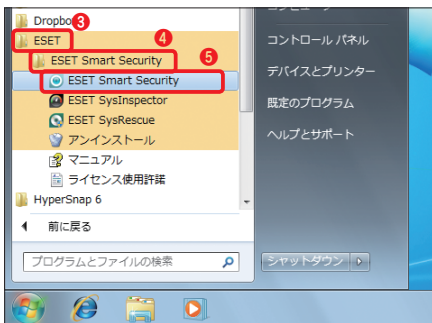 Dropbo
3
ESET
4
ESET Smart Security
5
ESET Smart Security
ESET SysInspector
ESET SysRescue
アンインストール
マニュアル
ライセンス使用許諾
HyperSnap 6
前に戻る
プログラムとファイルの検索
コントロール パネル
デバイスとプリンター
既定のプログラム
ヘルプとサポート
シャットダウン